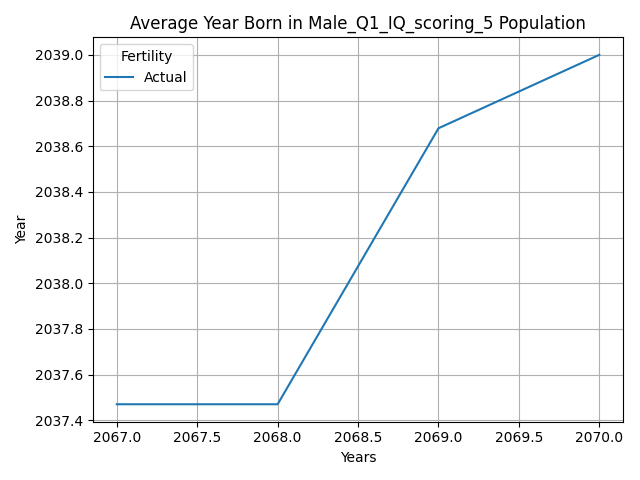 Average Year Born in Male_Q1_IQ_scoring_5 Population
Fertility
Actual
Year
2039.0
2038.8
2038.6
2038.4
2038.2
2038.0
2037.8
2037.6
2037.4
2067.0 2067.5 2068.0 2068.5 2069.0 2069.5 2070.0
Years